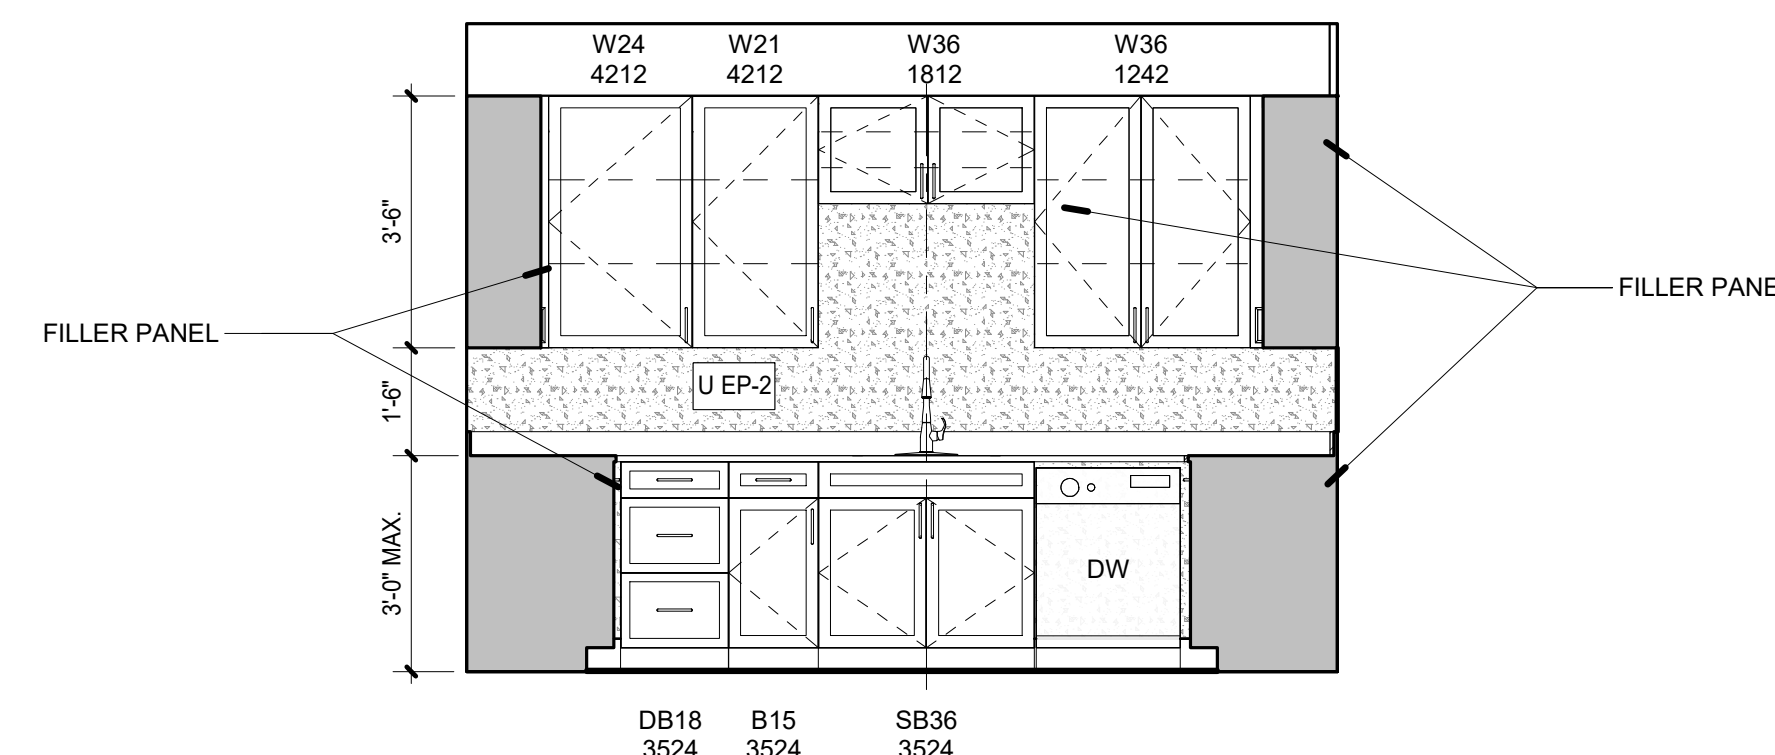 W24
4212
W21
4212
W36
1812
W36
1242
3'-6"
FILLER PANEL
FILLER PANE
U EP-2
1'-6"
3'-0" MAX.
DW
DB18
3524
B15
3524
SB36
3524